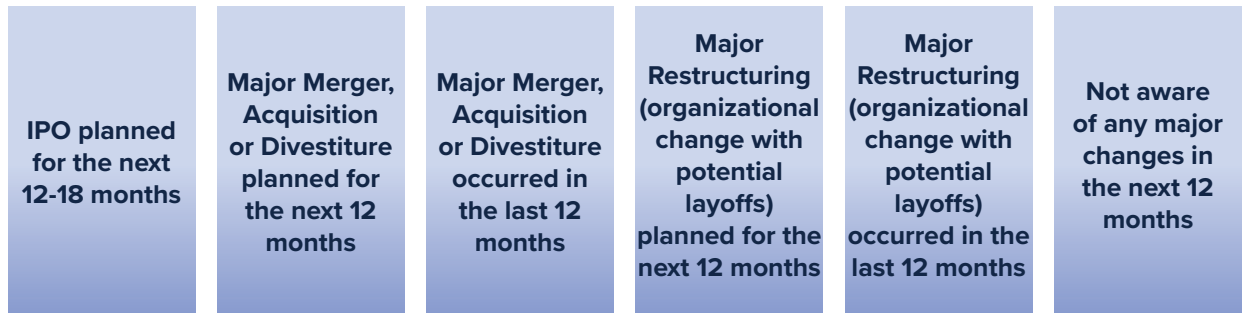 IPO planned
for the next
12-18 months
Major Merger,
Acquisition
or Divestiture
planned for
the next 12
months
Major Merger,
Acquisition
or Divestiture
occurred in
the last 12
months
Major
Restructuring
(organizational
change with
potential
layoffs)
planned for the
next 12 months
Major
Restructuring
(organizational
change with
potential
layoffs)
occurred in the
last 12 months
Not aware
of any major
changes in
the next 12
months